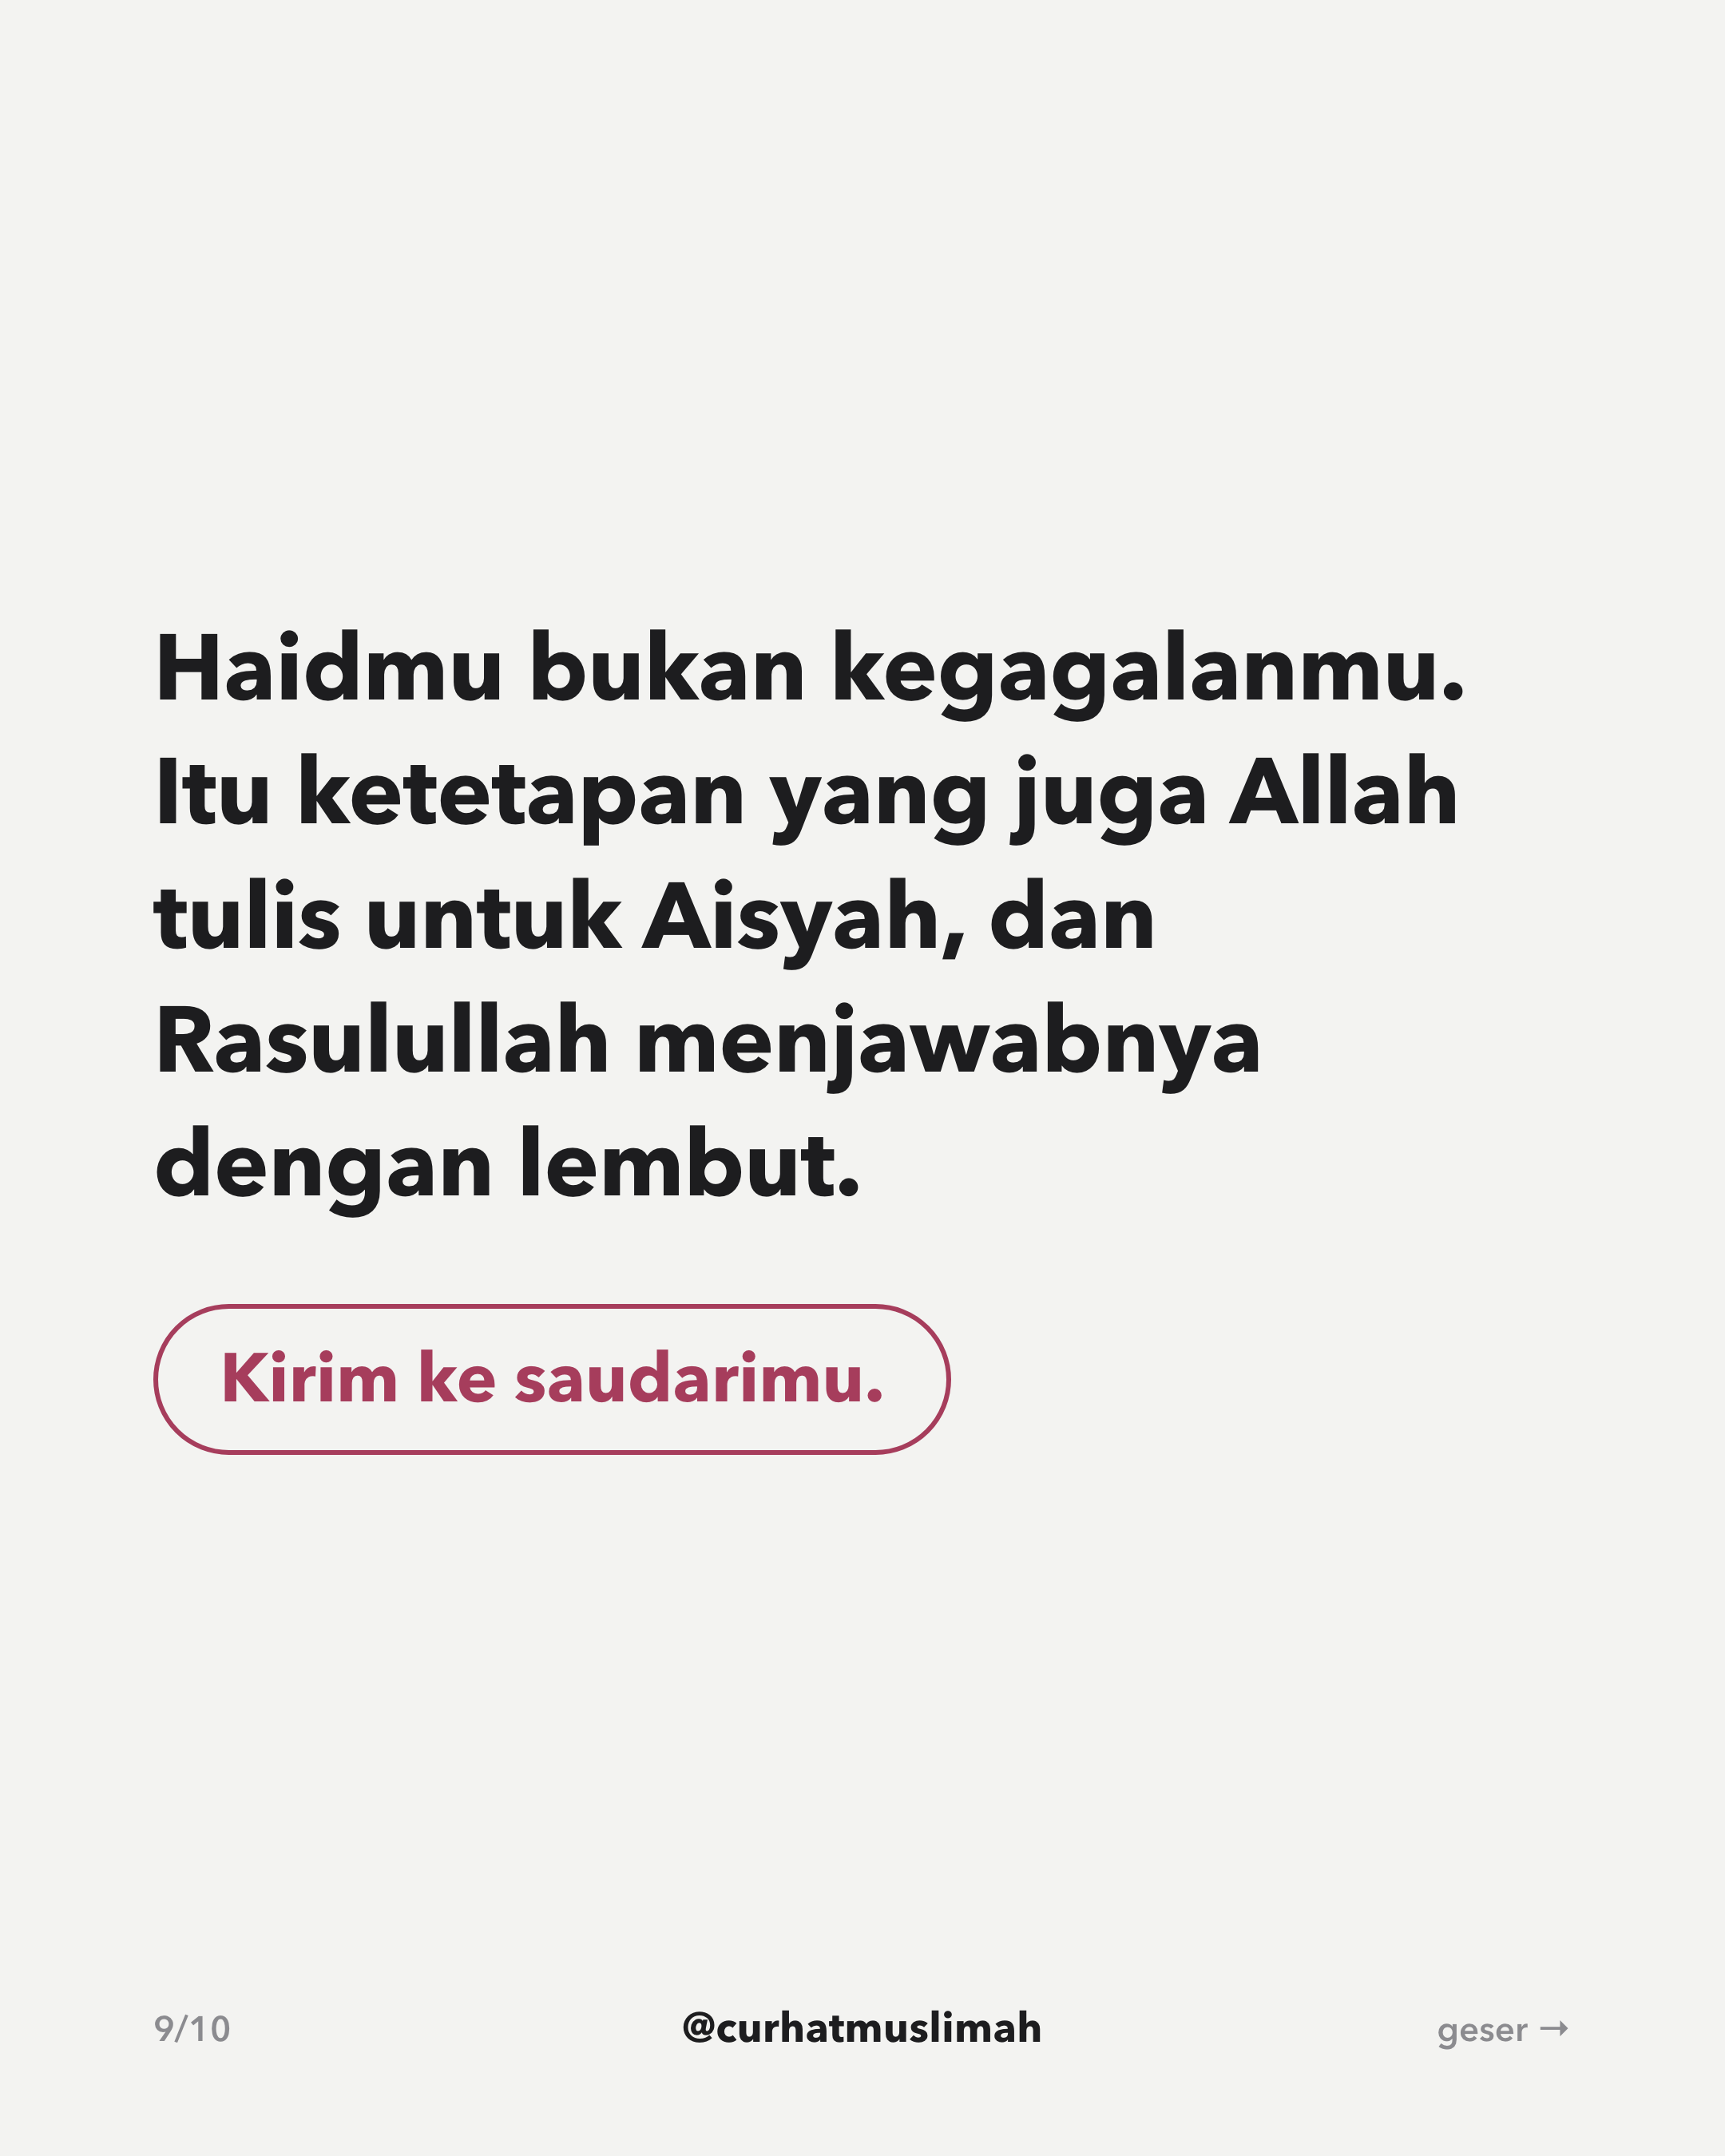 Haidmu bukan kegagalanmu.
Itu ketetapan yang juga Allah
tulis untuk Aisyah, dan
Rasulullah menjawabnya
dengan lembut.
Kirim ke saudarimu.
9/10
@curhatmuslimah
geser →